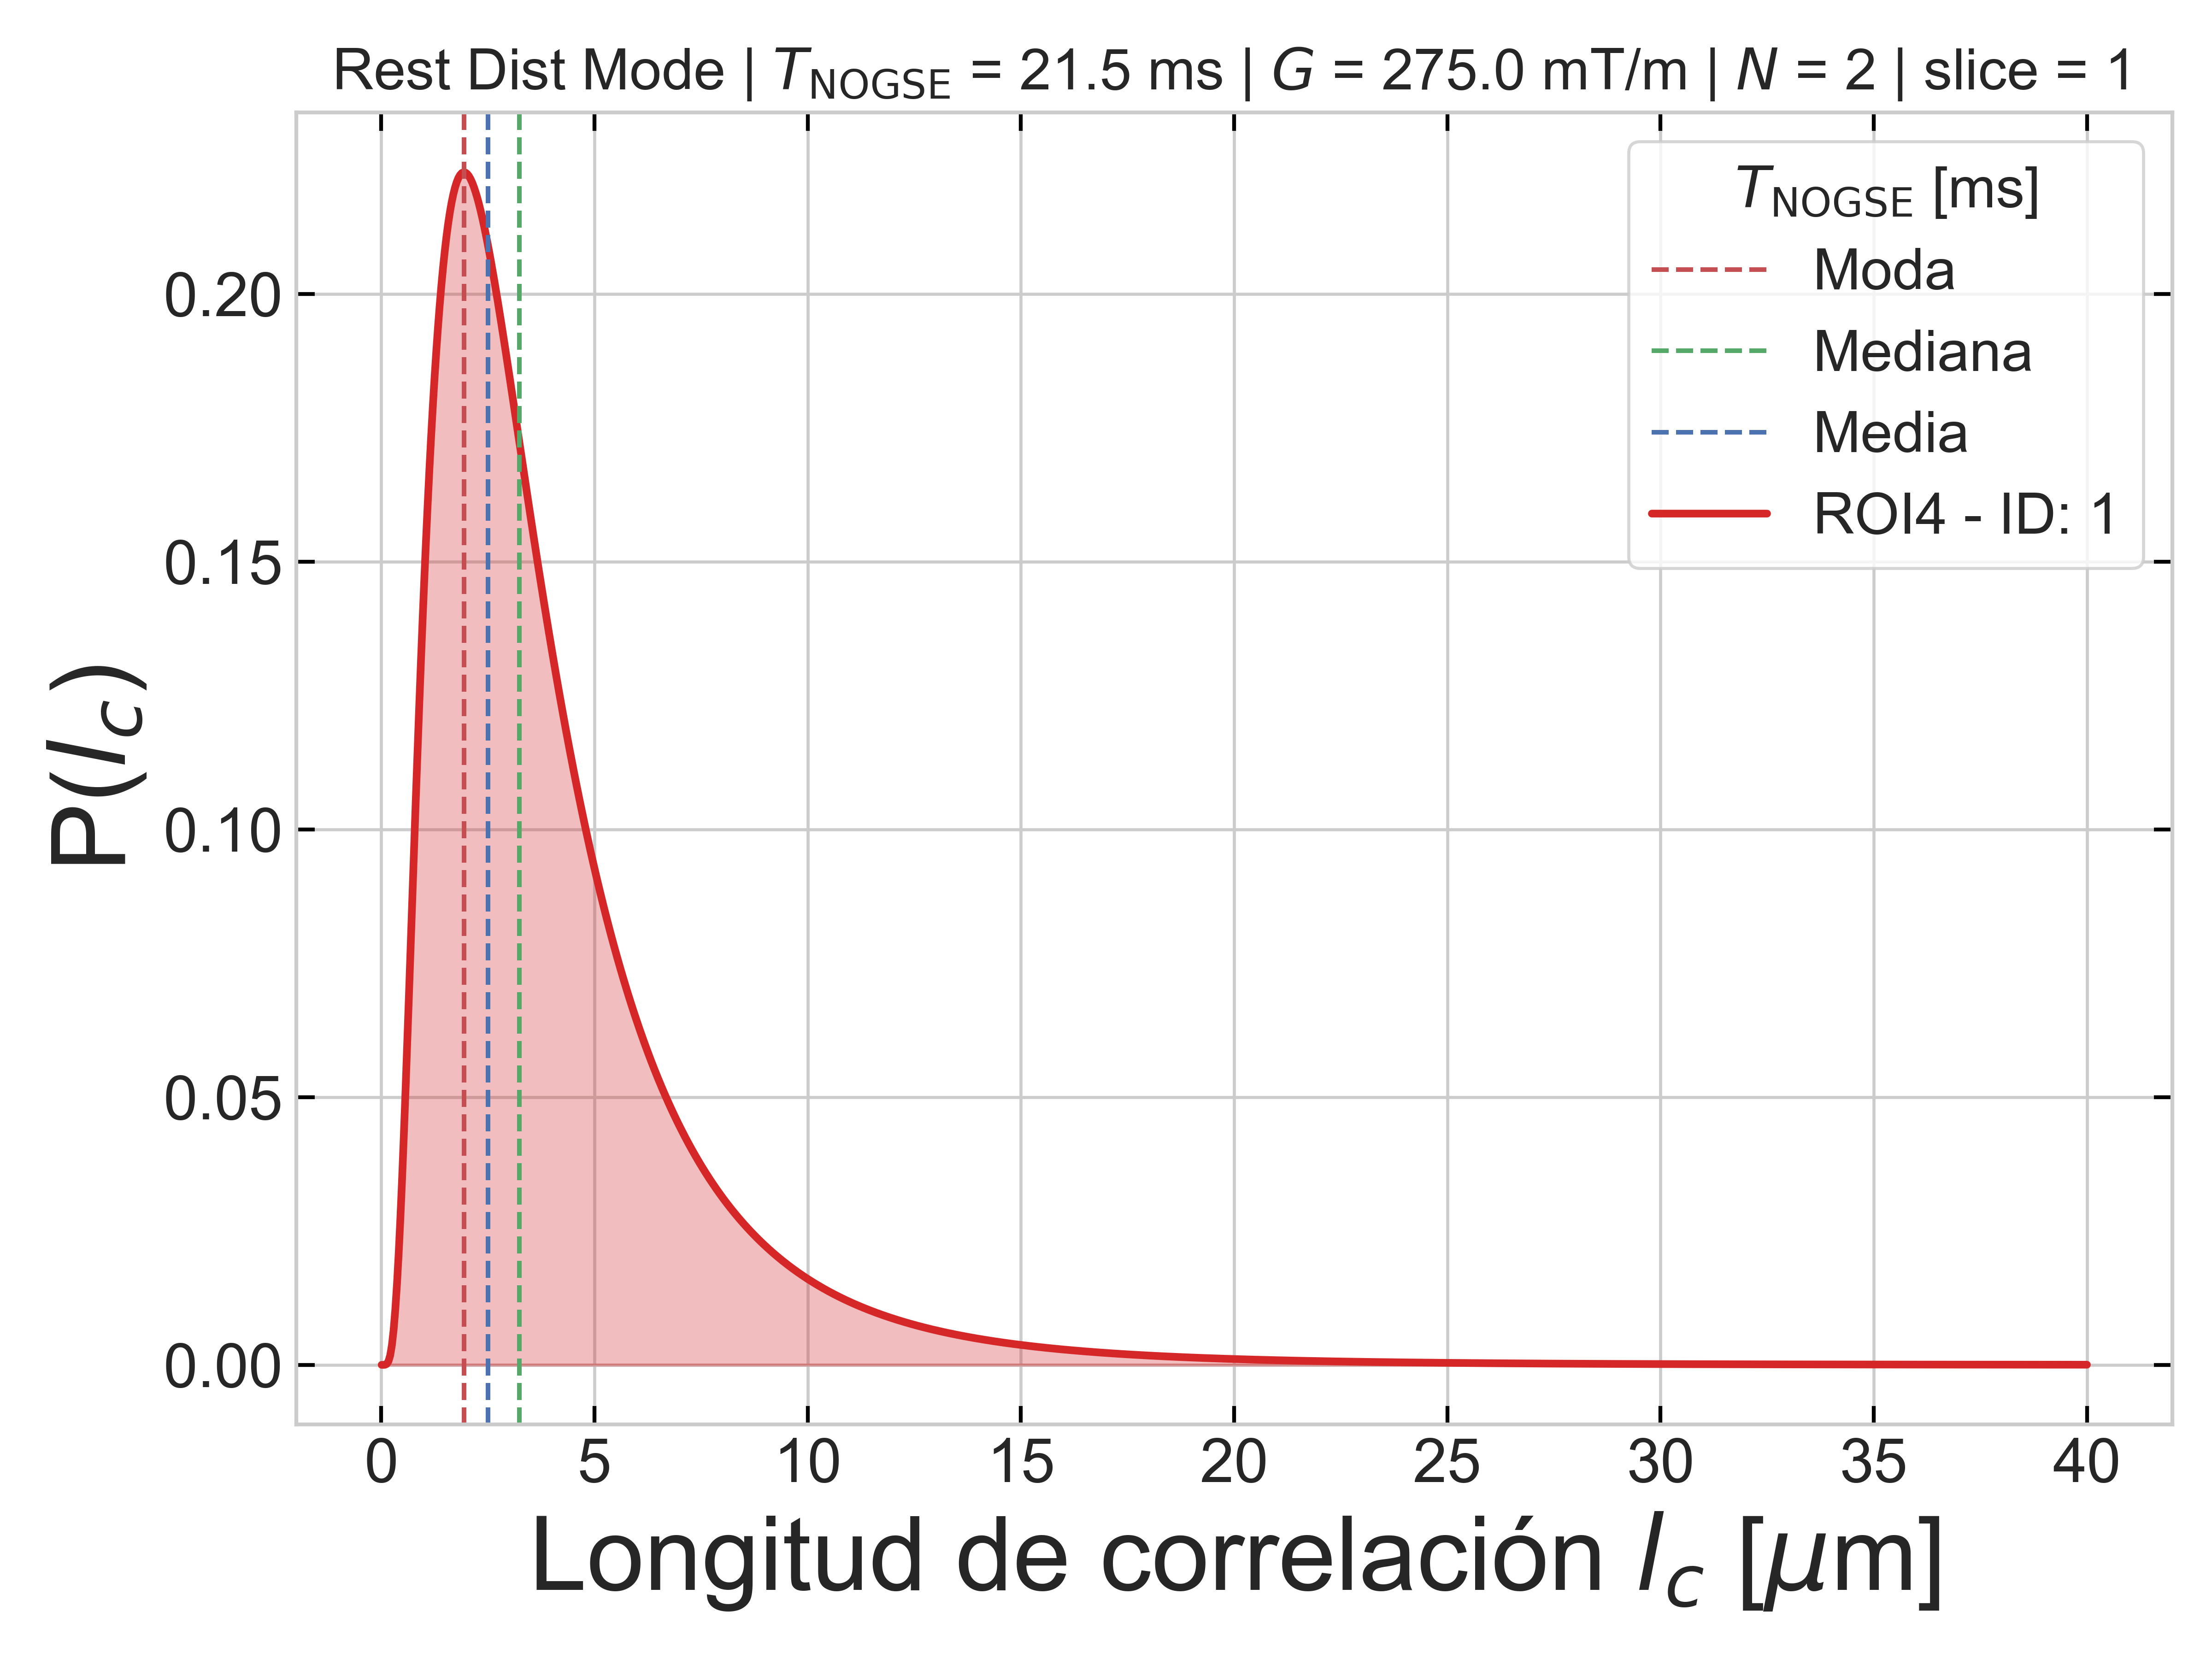 Rest Dist Mode | T_NOGSE = 21.5 ms | G = 275.0 mT/m | N = 2 | slice = 1
T_NOGSE [ms]
Moda
Mediana
Media
ROI4 - ID: 1
P(l_c)
0.20
0.15
0.10
0.05
0.00
0 5 10 15 20 25 30 35 40
Longitud de correlación l_c [μm]